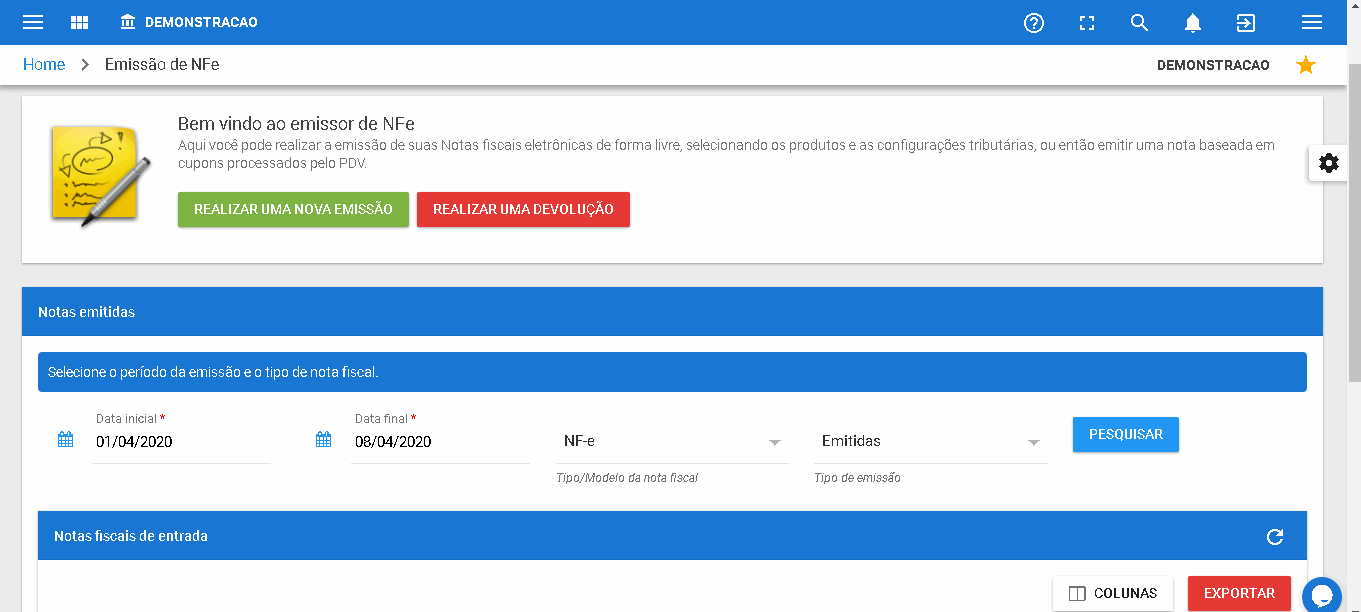 DEMONSTRACAO
Home > Emissão de NFe
DEMONSTRACAO
Bem vindo ao emissor de NFe
Aqui você pode realizar a emissão de suas Notas fiscais eletrônicas de forma livre, selecionando os produtos e as configurações tributárias, ou então emitir uma nota baseada em
cupons processados pelo PDV.
REALIZAR UMA NOVA EMISSÃO
REALIZAR UMA DEVOLUÇÃO
Notas emitidas
Selecione o período da emissão e o tipo de nota fiscal.
Data inicial *
01/04/2020
Data final *
08/04/2020
NF-e
Tipo/Modelo da nota fiscal
Emitidas
Tipo de emissão
PESQUISAR
Notas fiscais de entrada
COLUNAS
EXPORTAR